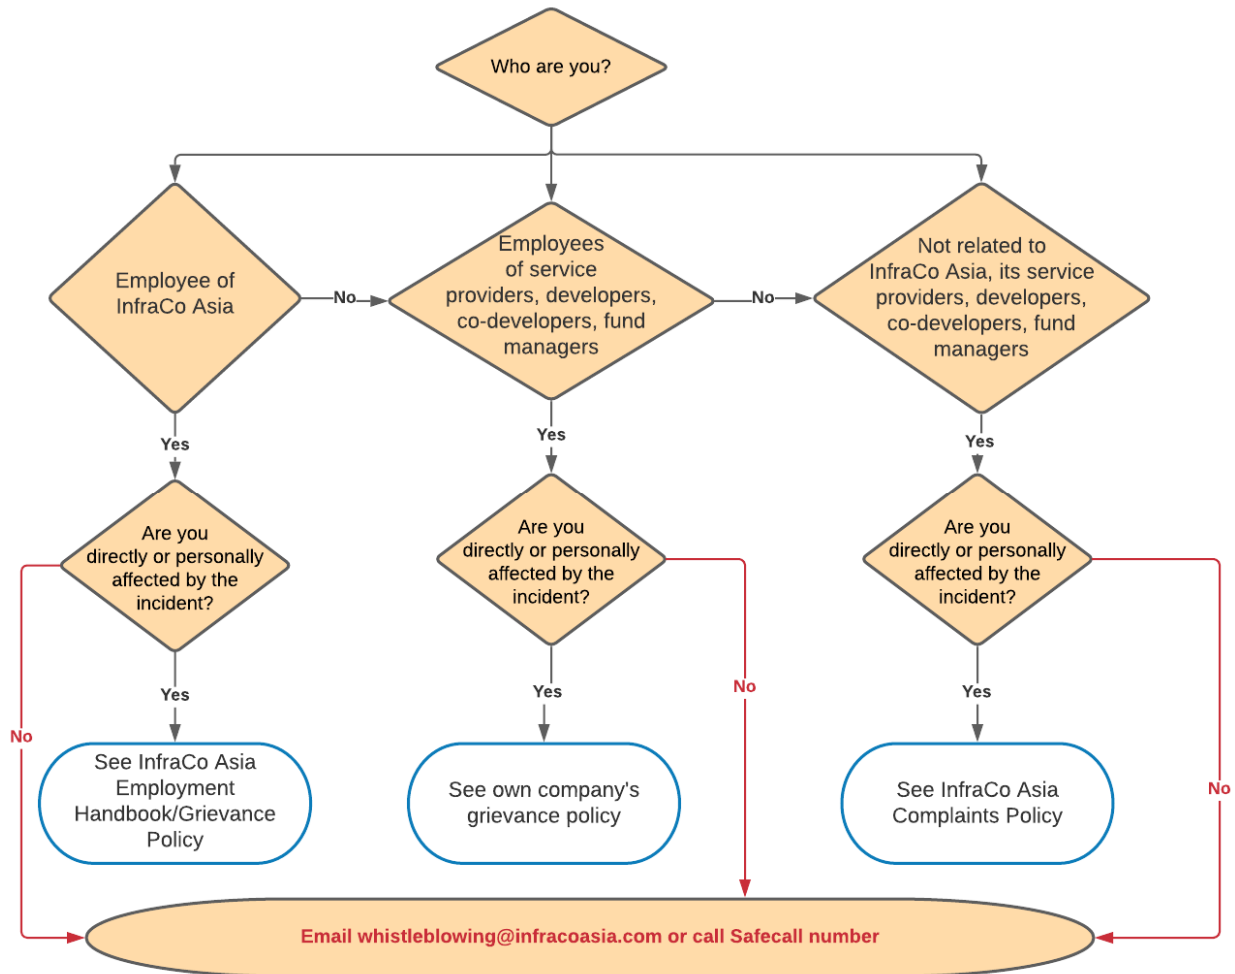 Who are you?
Employee of
InfraCo Asia
No
Employees
of service
providers, developers,
co-developers, fund
managers
No
Not related to
InfraCo Asia, its service
providers, developers,
co-developers, fund
managers
Yes
Yes
Yes
Are you
directly or personally
affected by the
incident?
Are you
directly or personally
affected by the
incident?
Are you
directly or personally
affected by the
incident?
No
Yes
Yes
No
Yes
No
See InfraCo Asia
Employment
Handbook/Grievance
Policy
See own company's
grievance policy
See InfraCo Asia
Complaints Policy
Email whistleblowing@infracoasia.com or call Safecall number